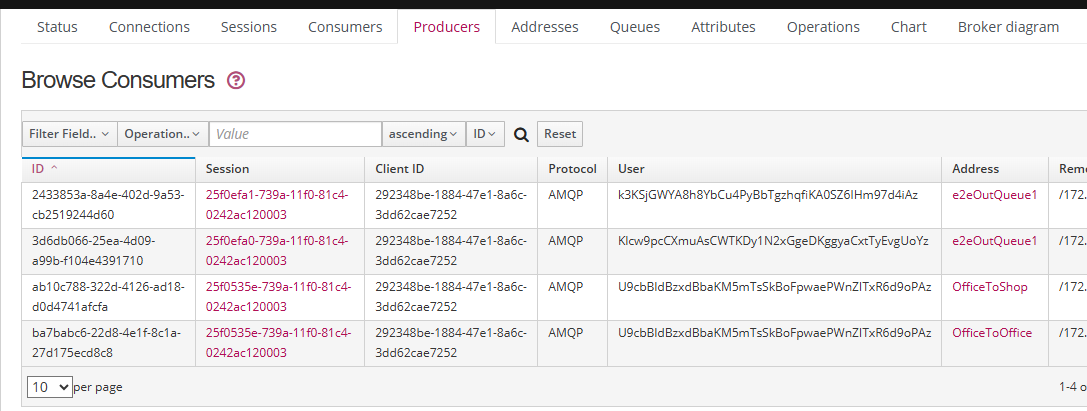 Status Connections Sessions Consumers Producers Addresses Queues Attributes Operations Chart Broker diagram
Browse Consumers ?
Filter Field.. Operation.. Value ascending ID Reset
ID Session Client ID Protocol User Address Rem
2433853a-8a4e-402d-9a53- 25f0efa1-739a-11f0-81c4- 292348be-1884-47e1-8a6c- AMQP k3KSjGWYA8h8YbCu4PyBbTgzhqfiKA0SZ6IHm97d4iAz e2eOutQueue1 /172.
cb2519244d60 0242ac120003 3dd62cae7252
3d6db066-25ea-4d09- 25f0efa0-739a-11f0-81c4- 292348be-1884-47e1-8a6c- AMQP KIcw9pcCXmuAsCWTKDy1N2xGgeDKggyaCxtTyEvgUoYz e2eOutQueue1 /172.
a99b-f104e4391710 0242ac120003 3dd62cae7252
ab10c788-322d-4126-ad18- 25f0535e-739a-11f0-81c4- 292348be-1884-47e1-8a6c- AMQP U9cbBIdBzxdBbaKM5mTsSkBoFpwaePWnZITxR6d9oPAz OfficeToShop /172.
d0d4741afcfa 0242ac120003 3dd62cae7252
ba7babc6-22d8-4e1f-8c1a- 25f0535e-739a-11f0-81c4- 292348be-1884-47e1-8a6c- AMQP U9cbBIdBzxdBbaKM5mTsSkBoFpwaePWnZITxR6d9oPAz OfficeToOffice /172.
27d175ecd8c8 0242ac120003 3dd62cae7252
10 per page 1-4 o